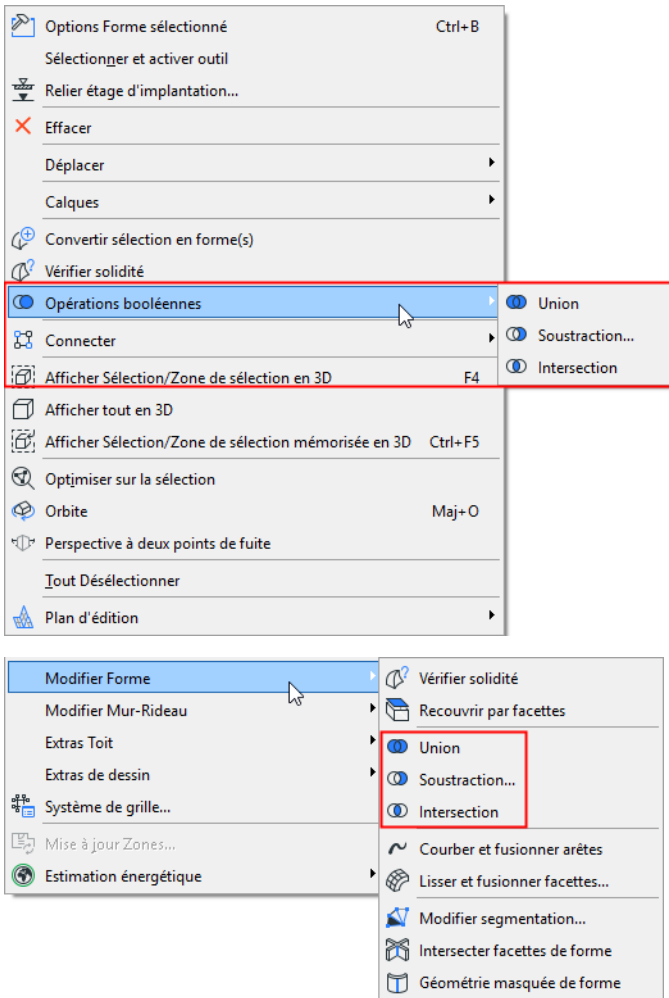 Options Forme sélectionné Ctrl+B
Sélectionner et activer outil
Relier étage d'implantation...
Effacer
Déplacer
Calques
Convertir sélection en forme(s)
Vérifier solidité
Opérations booléennes
Union
Connecter
Soustraction...
Afficher Sélection/Zone de sélection en 3D F4
Intersection
Afficher tout en 3D
Afficher Sélection/Zone de sélection mémorisée en 3D Ctrl+F5
Optimiser sur la sélection
Orbite Maj+O
Perspective à deux points de fuite
Tout Désélectionner
Plan d'édition
Modifier Forme
Modifier Mur-Rideau
Extras Toit
Extras de dessin
Système de grille...
Mise à jour Zones...
Estimation énergétique
Vérifier solidité
Recouvrir par facettes
Union
Soustraction...
Intersection
Courber et fusionner arêtes
Lisser et fusionner facettes...
Modifier segmentation...
Intersecter facettes de forme
Géométrie masquée de forme